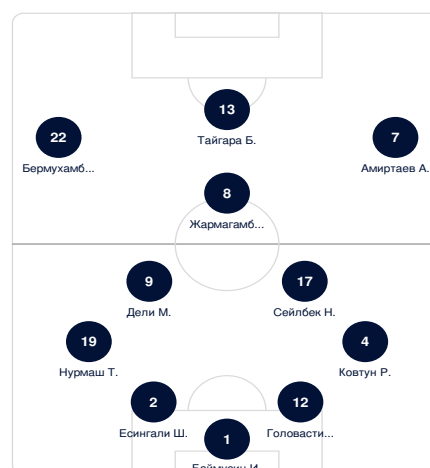 13
Тайгара Б.
22
Бермухамб...
7
Амиртаев А.
8
Жармагамб...
9
Дели М.
17
Сейлбек Н.
19
Нурмаш Т.
4
Ковтун Р.
2
Есингали Ш.
12
Головасти...
1